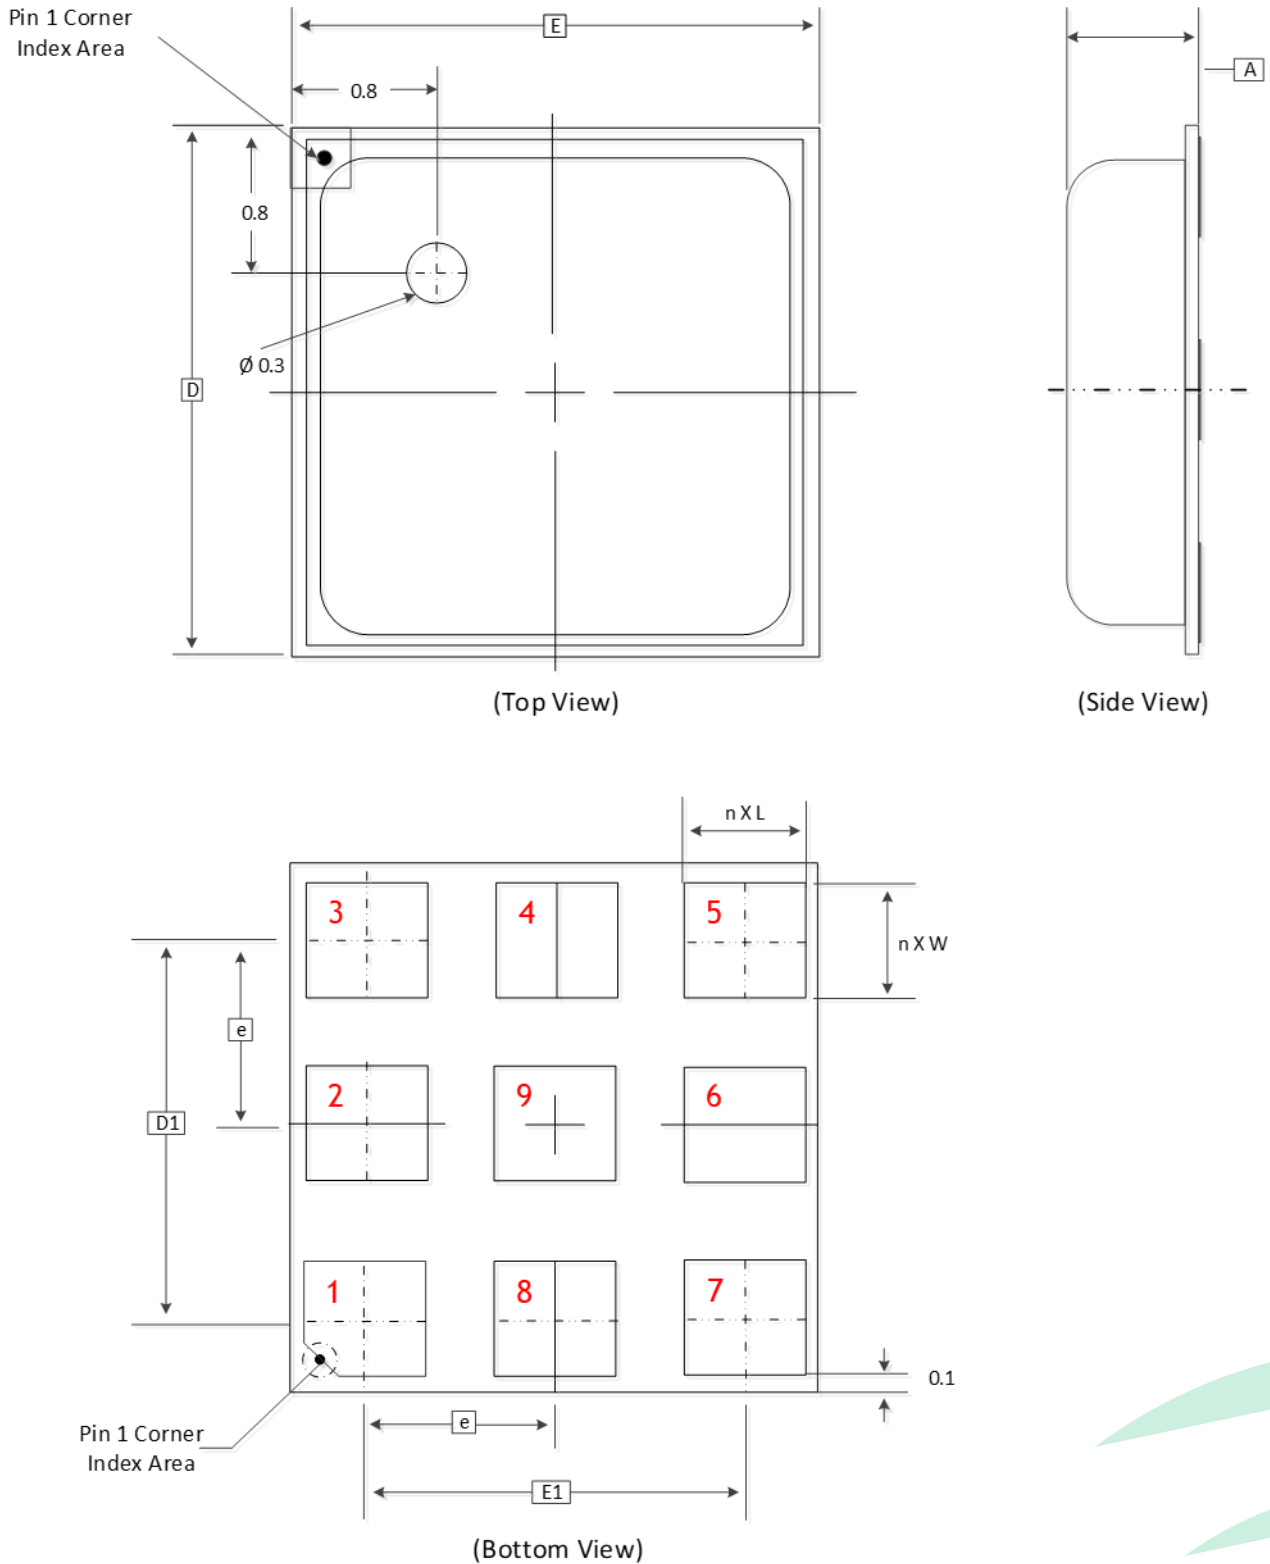 Pin 1 Corner
Index Area
E
0.8
A
0.8
Ø 0.3
D
(Top View)
(Side View)
n X L
3
4
5
n X W
e
2
9
6
D1
1
8
7
0.1
Pin 1 Corner
Index Area
e
E1
(Bottom View)